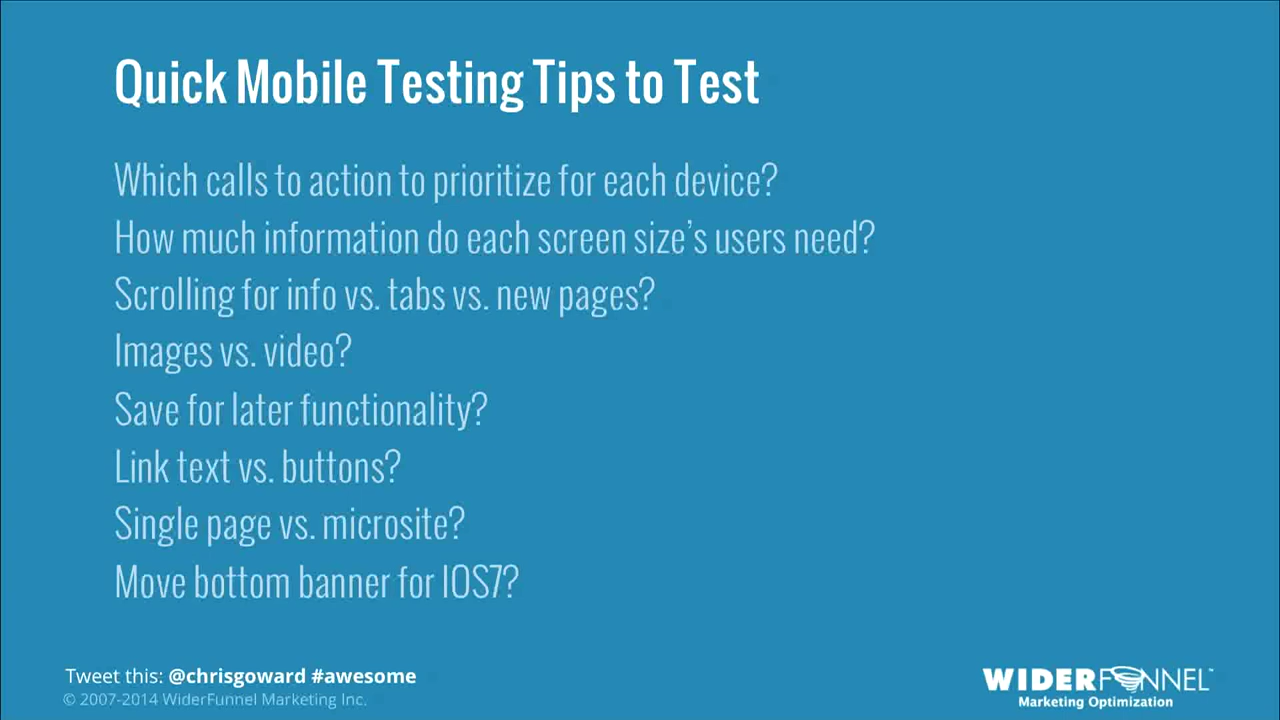 Quick Mobile Testing Tips to Test
Which calls to action to prioritize for each device?
How much information do each screen size’s users need?
Scrolling for info vs. tabs vs. new pages?
Images vs. video?
Save for later functionality?
Link text vs. buttons?
Single page vs. microsite?
Move bottom banner for IOS7?
Tweet this: @chrisgoward #awesome
© 2007-2014 WiderFunnel Marketing Inc.
WIDERFUNNEL™
Marketing Optimization